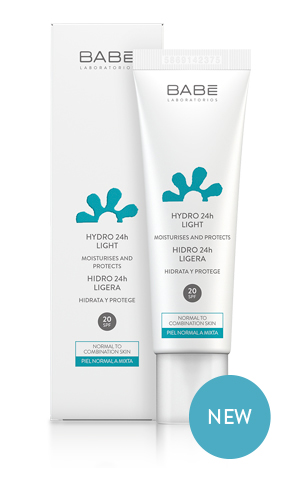 BABÉ
LABORATORIOS
HYDRO 24h
LIGHT
MOISTURISES AND
PROTECTS
HIDRO 24h
LIGERA
HIDRATA Y PROTEGE
20
SPF
NORMAL TO
COMBINATION SKIN
PIEL NORMAL A MIXTA
BABÉ
LABORATORIOS
HYDRO 24h
LIGHT
MOISTURISES AND PROTECTS
HIDRO 24h
LIGERA
HIDRATA Y PROTEGE
20
SPF
NORMAL TO
COMBINATION SKIN
PIEL NORMAL A MIXTA
NEW